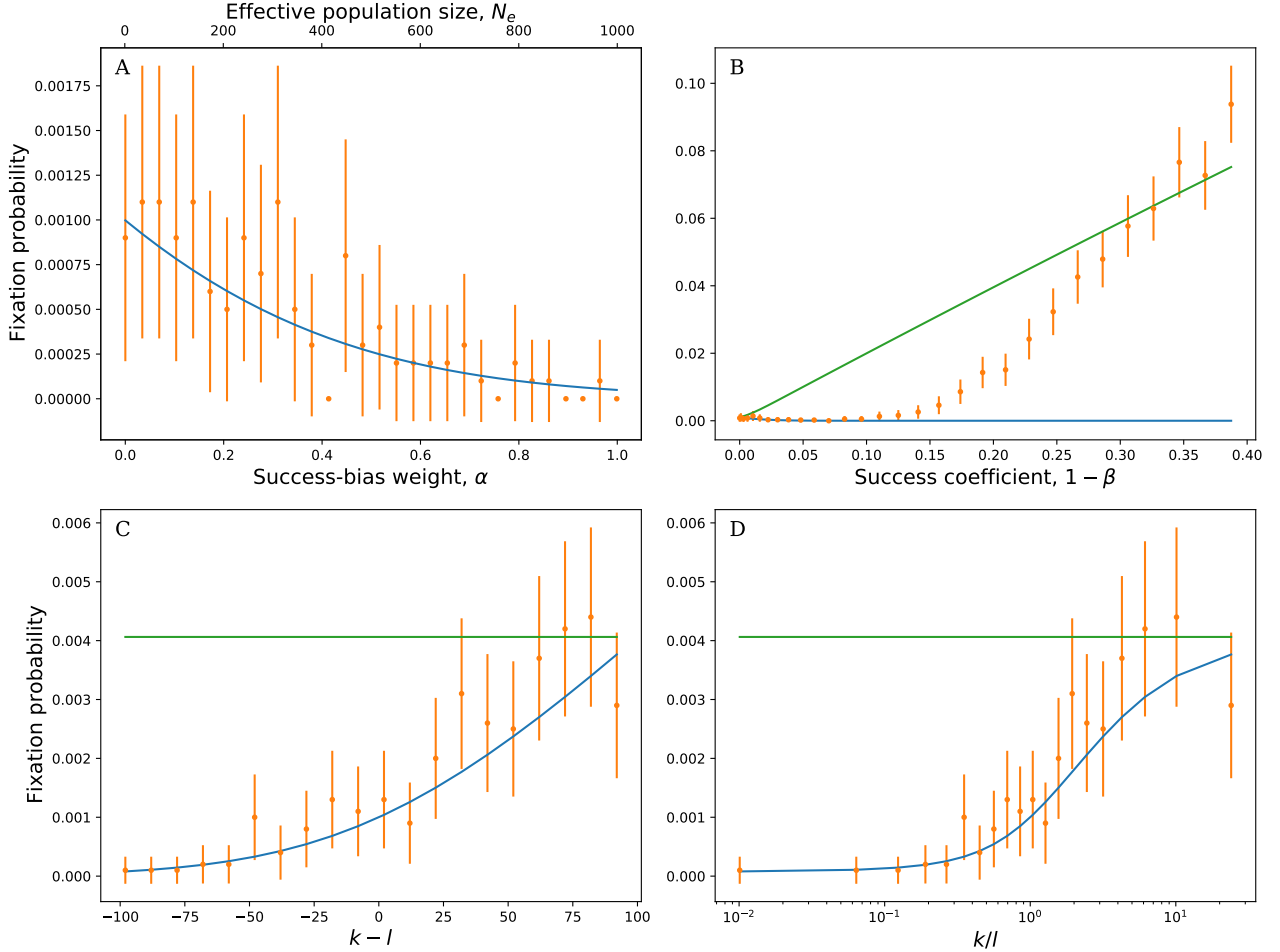 Effective population size, Nₑ
0 200 400 600 800 1000
A
0.00175
0.00150
0.00125
0.00100
0.00075
0.00050
0.00025
0.00000
Fixation probability
0.0 0.2 0.4 0.6 0.8 1.0
Success-bias weight, α
B
0.10
0.08
0.06
0.04
0.02
0.00
0.00 0.05 0.10 0.15 0.20 0.25 0.30 0.35 0.40
Success coefficient, 1 − β
C
0.006
0.005
0.004
0.003
0.002
0.001
0.000
Fixation probability
−100 −75 −50 −25 0 25 50 75 100
k − l
D
0.006
0.005
0.004
0.003
0.002
0.001
0.000
10⁻² 10⁻¹ 10⁰ 10¹
k/l